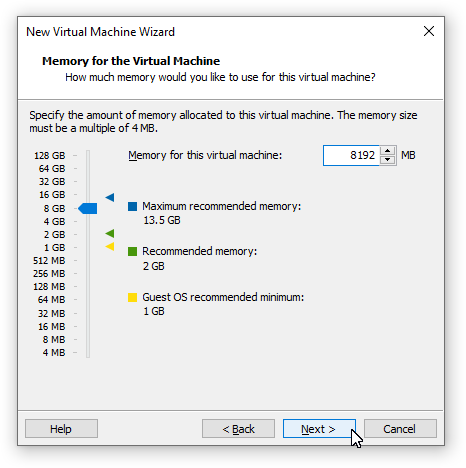 New Virtual Machine Wizard
Memory for the Virtual Machine
How much memory would you like to use for this virtual machine?
Specify the amount of memory allocated to this virtual machine. The memory size
must be a multiple of 4 MB.
128 GB
64 GB
32 GB
16 GB
8 GB
4 GB
2 GB
1 GB
512 MB
256 MB
128 MB
64 MB
32 MB
16 MB
8 MB
4 MB
Memory for this virtual machine: 8192 MB
Maximum recommended memory:
13.5 GB
Recommended memory:
2 GB
Guest OS recommended minimum:
1 GB
Help < Back Next > Cancel